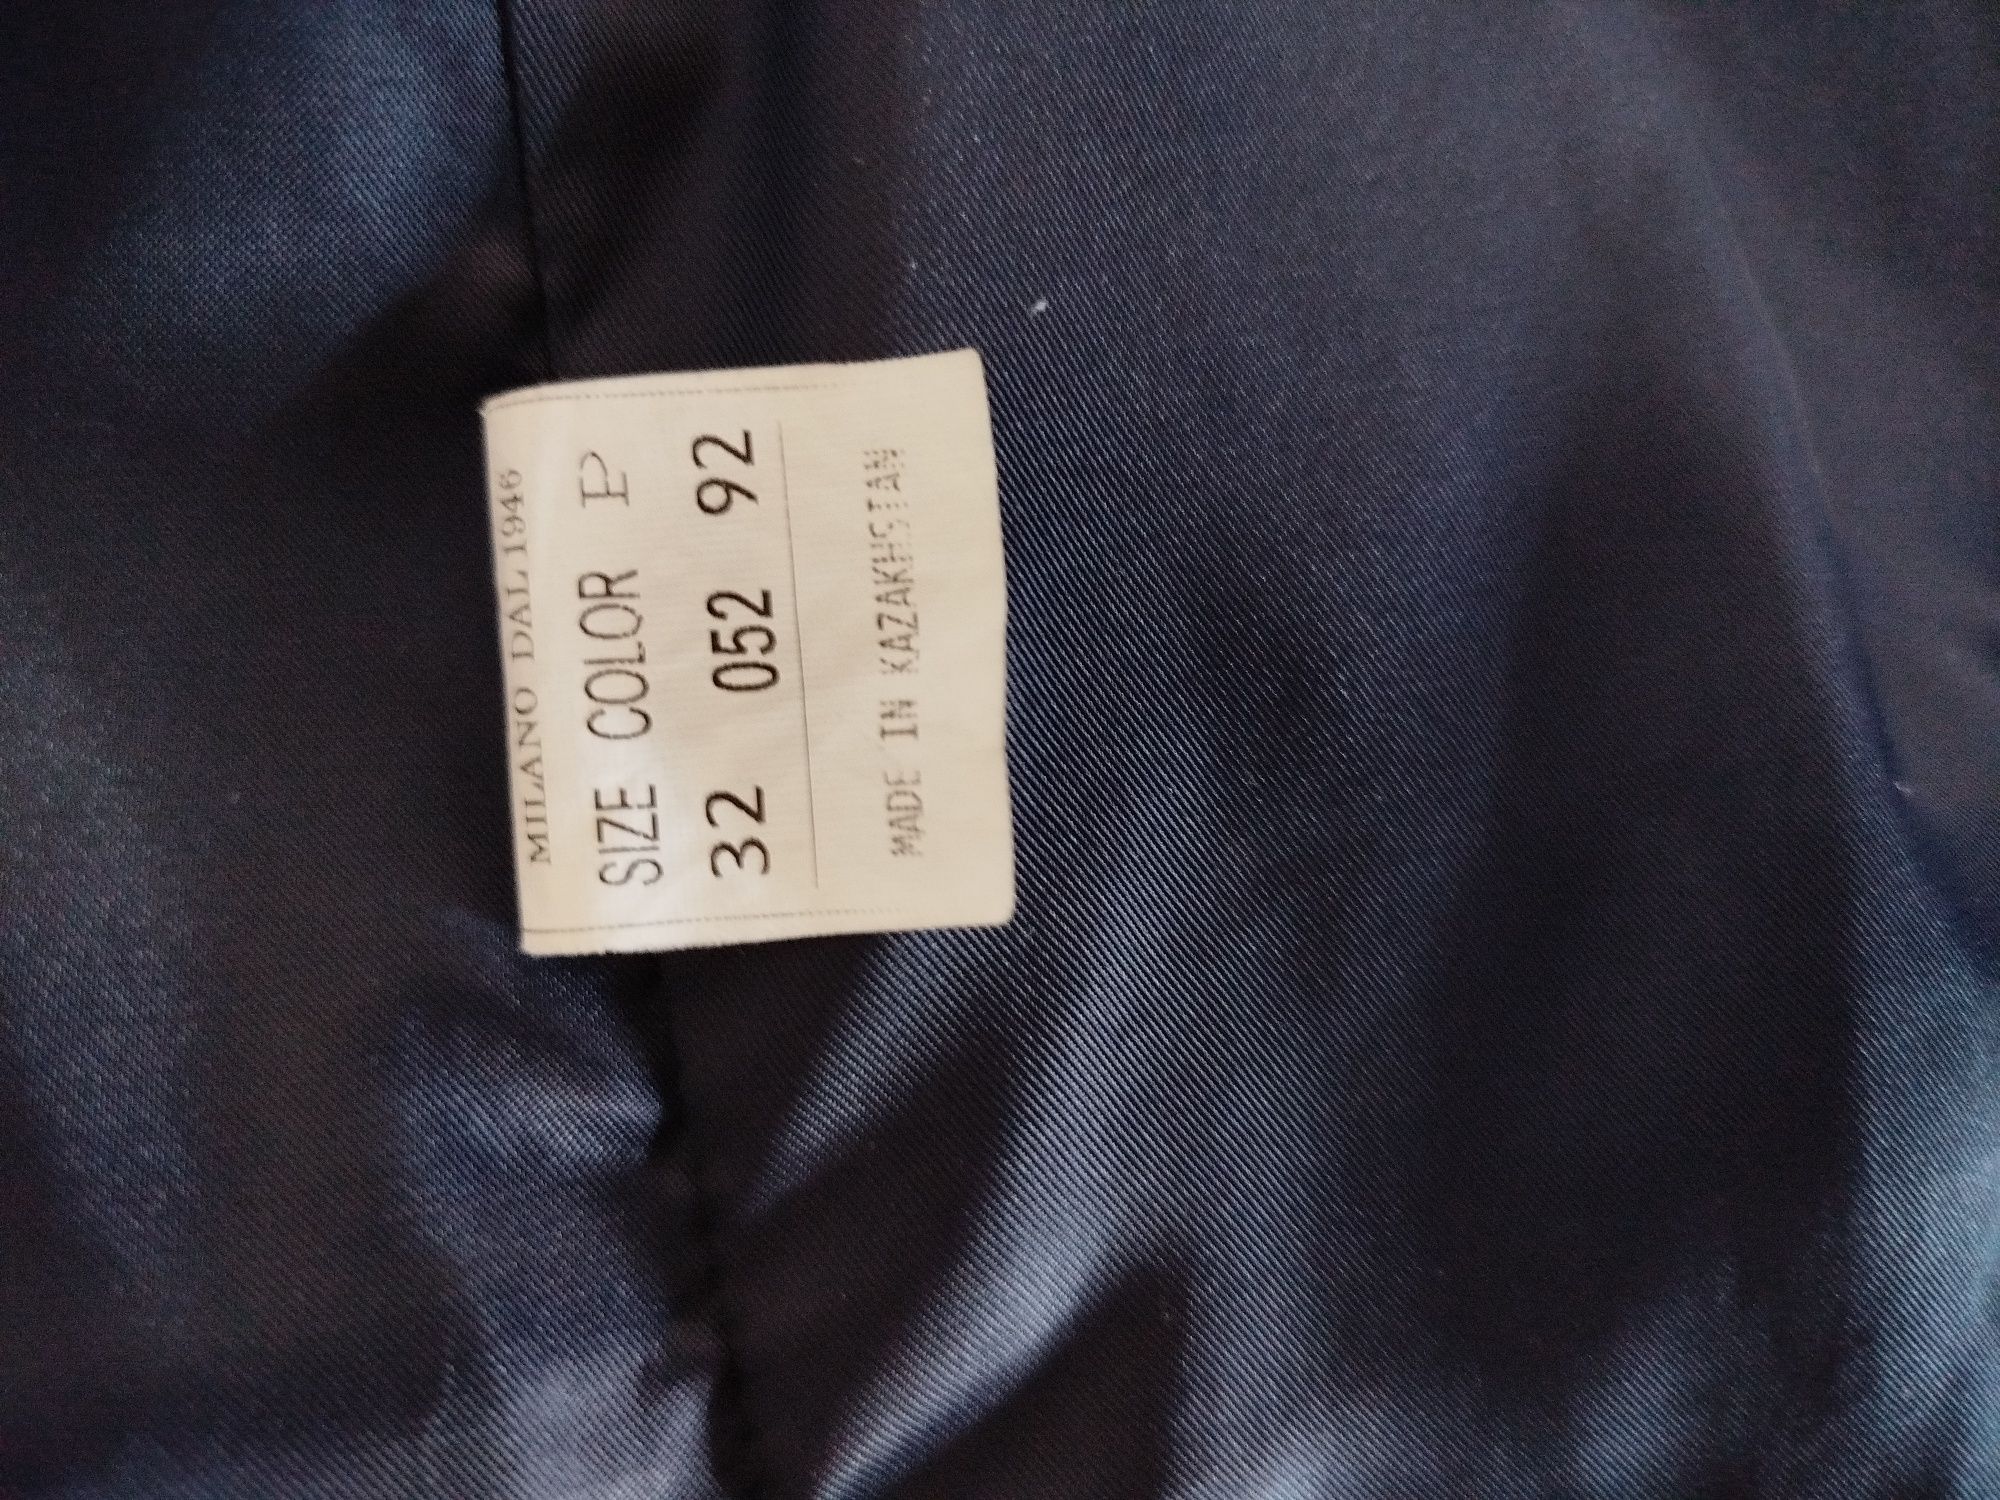 MILANO DAL 1946
SIZE COLOR P
32 052 92
MADE IN KAZAKHSTAN